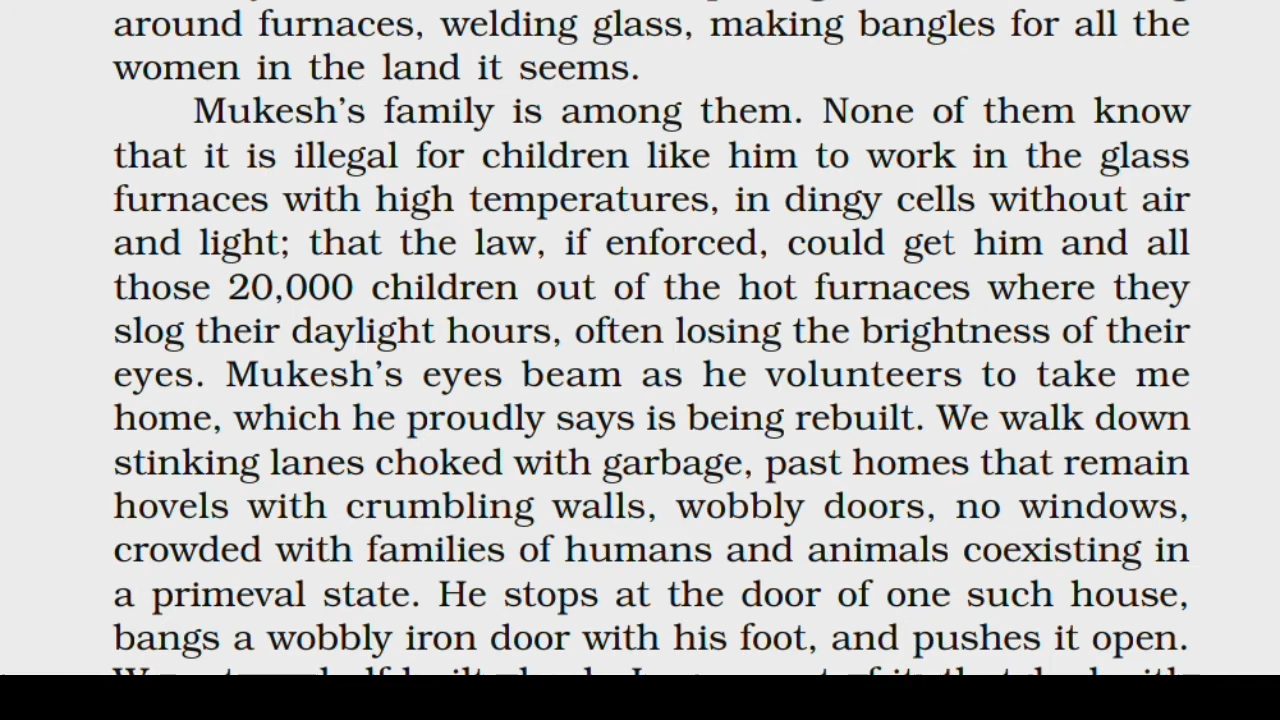 around furnaces, welding glass, making bangles for all the
women in the land it seems.
Mukesh’s family is among them. None of them know
that it is illegal for children like him to work in the glass
furnaces with high temperatures, in dingy cells without air
and light; that the law, if enforced, could get him and all
those 20,000 children out of the hot furnaces where they
slog their daylight hours, often losing the brightness of their
eyes. Mukesh’s eyes beam as he volunteers to take me
home, which he proudly says is being rebuilt. We walk down
stinking lanes choked with garbage, past homes that remain
hovels with crumbling walls, wobbly doors, no windows,
crowded with families of humans and animals coexisting in
a primeval state. He stops at the door of one such house,
bangs a wobbly iron door with his foot, and pushes it open.